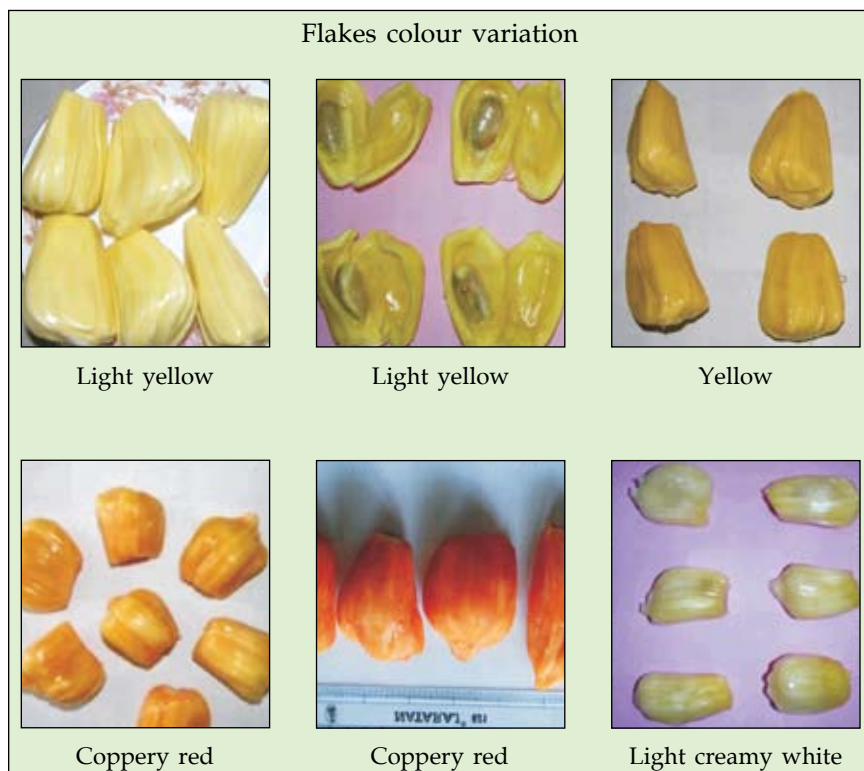 Flakes colour variation
Light yellow Light yellow Yellow
Coppery red Coppery red Light creamy white